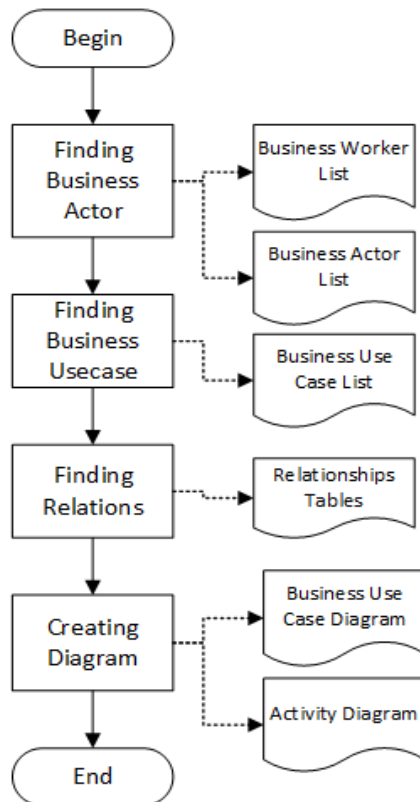 Begin
Finding
Business
Actor
Business Worker
List
Business Actor
List
Finding
Business
Usecase
Business Use
Case List
Finding
Relations
Relationships
Tables
Creating
Diagram
Business Use
Case Diagram
Activity Diagram
End